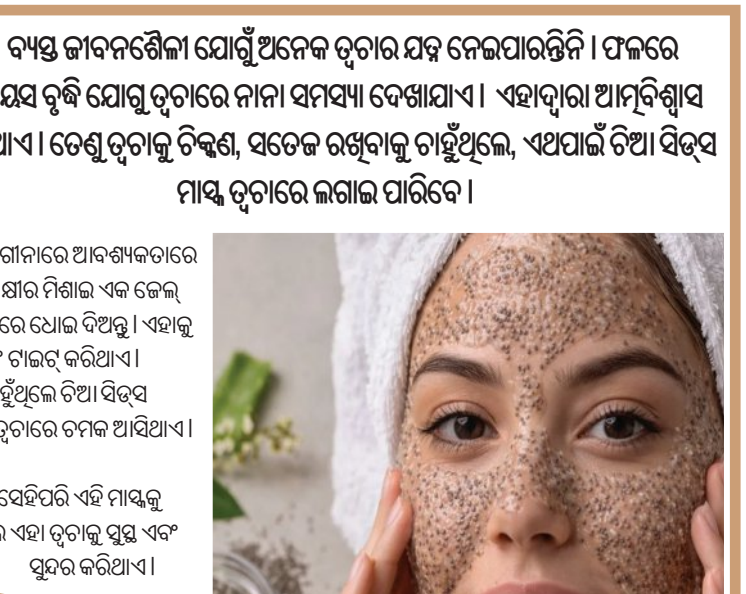 ବ୍ୟସ୍ତ ଜୀବନଶୈଳୀ ଯୋଗୁଁ ଅନେକ ତ୍ୱଚାର ଯତ୍ନ ନେଇପାରନ୍ତିନି । ଫଳରେ
ୟସ ବୃଦ୍ଧି ଯୋଗୁ ତ୍ୱଚାରେ ନାନା ସମସ୍ୟା ଦେଖାଯାଏ । ଏହାଦ୍ୱାରା ଆତ୍ମବିଶ୍ୱାସ
ଥାଏ । ତେଣୁ ତ୍ୱଚାକୁ ଚିକ୍କଣ, ସତେଜ ରଖିବାକୁ ଚାହୁଁଥିଲେ, ଏଥିପାଇଁ ଚିଆ ସିଡ୍‌ସ
ମାସ୍କ ତ୍ୱଚାରେ ଲଗାଇ ପାରିବେ ।
ଗୀନାରେ ଆବଶ୍ୟକତାରେ
କ୍ଷୀର ମିଶାଇ ଏକ ଜେଲ୍
ରେ ଧୋଇ ଦିଅନ୍ତୁ । ଏହାକୁ
ଂ ଟାଇଟ୍ କରିଥାଏ ।
ହୁଁଥିଲେ ଚିଆ ସିଡ୍‌ସ
ତ୍ୱଚାରେ ଚମକ ଆସିଥାଏ ।
ସେହିପରି ଏହି ମାସ୍କକୁ
ଏହା ତ୍ୱଚାକୁ ସୁସ୍ଥ ଏବଂ
ସୁନ୍ଦର କରିଥାଏ ।